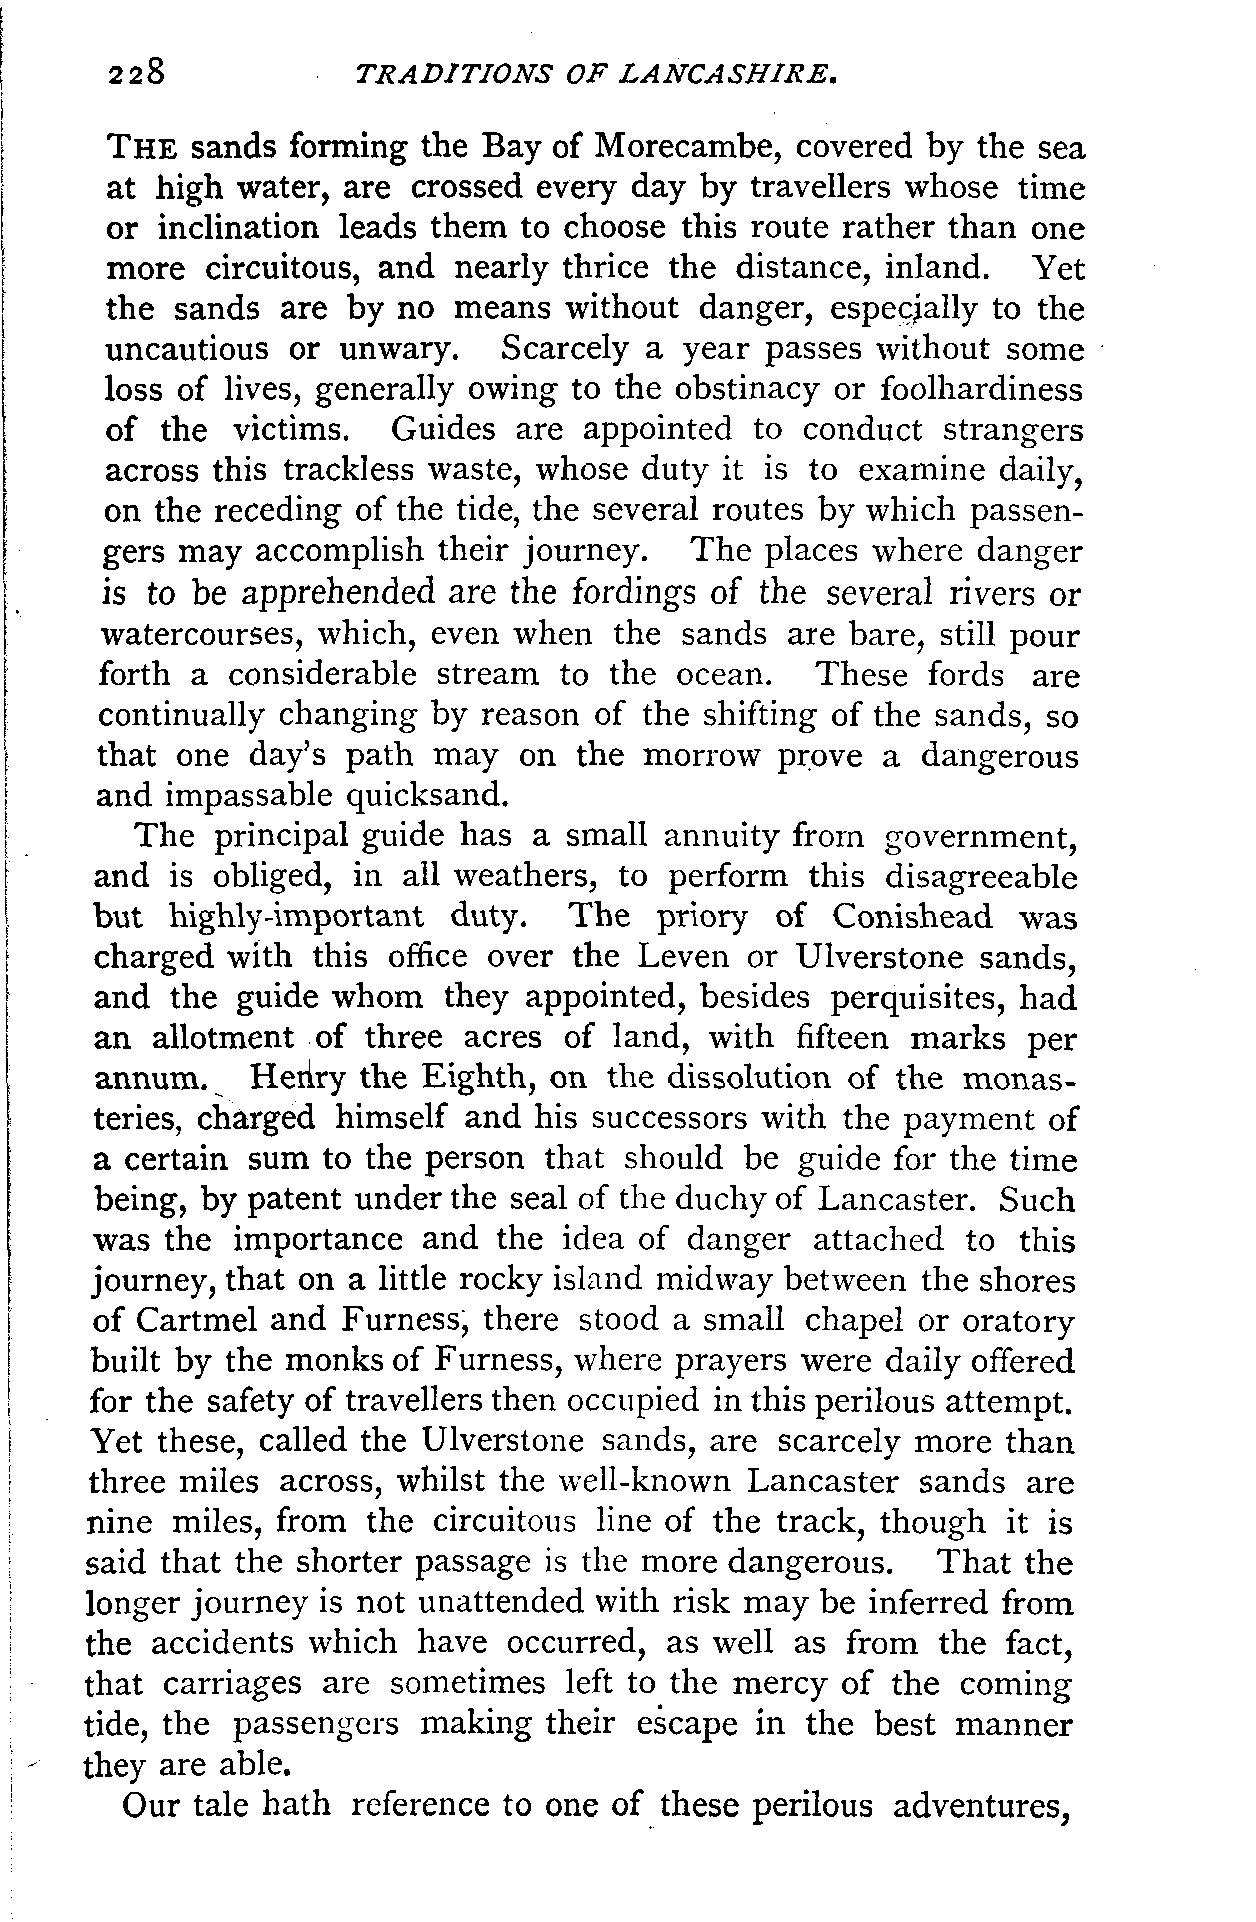 228 TRADITIONS OF LANCASHIRE.
THE sands forming the Bay of Morecambe, covered by the sea
at high water, are crossed every day by travellers whose time
or inclination leads them to choose this route rather than one
more circuitous, and nearly thrice the distance, inland. Yet
the sands are by no means without danger, especially to the
uncautious or unwary. Scarcely a year passes without some
loss of lives, generally owing to the obstinacy or foolhardiness
of the victims. Guides are appointed to conduct strangers
across this trackless waste, whose duty it is to examine daily,
on the receding of the tide, the several routes by which passen-
gers may accomplish their journey. The places where danger
is to be apprehended are the fordings of the several rivers or
watercourses, which, even when the sands are bare, still pour
forth a considerable stream to the ocean. These fords are
continually changing by reason of the shifting of the sands, so
that one day's path may on the morrow prove a dangerous
and impassable quicksand.
The principal guide has a small annuity from government,
and is obliged, in all weathers, to perform this disagreeable
but highly-important duty. The priory of Conishead was
charged with this office over the Leven or Ulverstone sands,
and the guide whom they appointed, besides perquisites, had
an allotment of three acres of land, with fifteen marks per
annum. Henry the Eighth, on the dissolution of the monas-
teries, charged himself and his successors with the payment of
a certain sum to the person that should be guide for the time
being, by patent under the seal of the duchy of Lancaster. Such
was the importance and the idea of danger attached to this
journey, that on a little rocky island midway between the shores
of Cartmel and Furness, there stood a small chapel or oratory
built by the monks of Furness, where prayers were daily offered
for the safety of travellers then occupied in this perilous attempt.
Yet these, called the Ulverstone sands, are scarcely more than
three miles across, whilst the well-known Lancaster sands are
nine miles, from the circuitous line of the track, though it is
said that the shorter passage is the more dangerous. That the
longer journey is not unattended with risk may be inferred from
the accidents which have occurred, as well as from the fact,
that carriages are sometimes left to the mercy of the coming
tide, the passengers making their escape in the best manner
they are able.
Our tale hath reference to one of these perilous adventures,